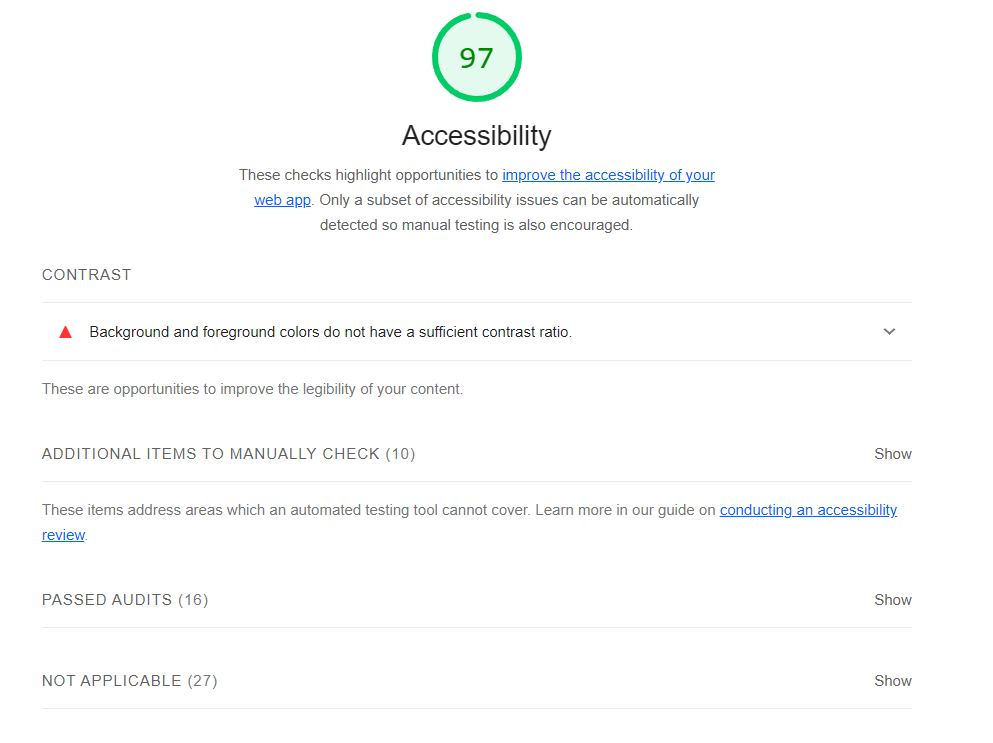 97
Accessibility
These checks highlight opportunities to improve the accessibility of your
web app. Only a subset of accessibility issues can be automatically
detected so manual testing is also encouraged.
CONTRAST
Background and foreground colors do not have a sufficient contrast ratio.
These are opportunities to improve the legibility of your content.
ADDITIONAL ITEMS TO MANUALLY CHECK (10) Show
These items address areas which an automated testing tool cannot cover. Learn more in our guide on conducting an accessibility
review.
PASSED AUDITS (16) Show
NOT APPLICABLE (27) Show